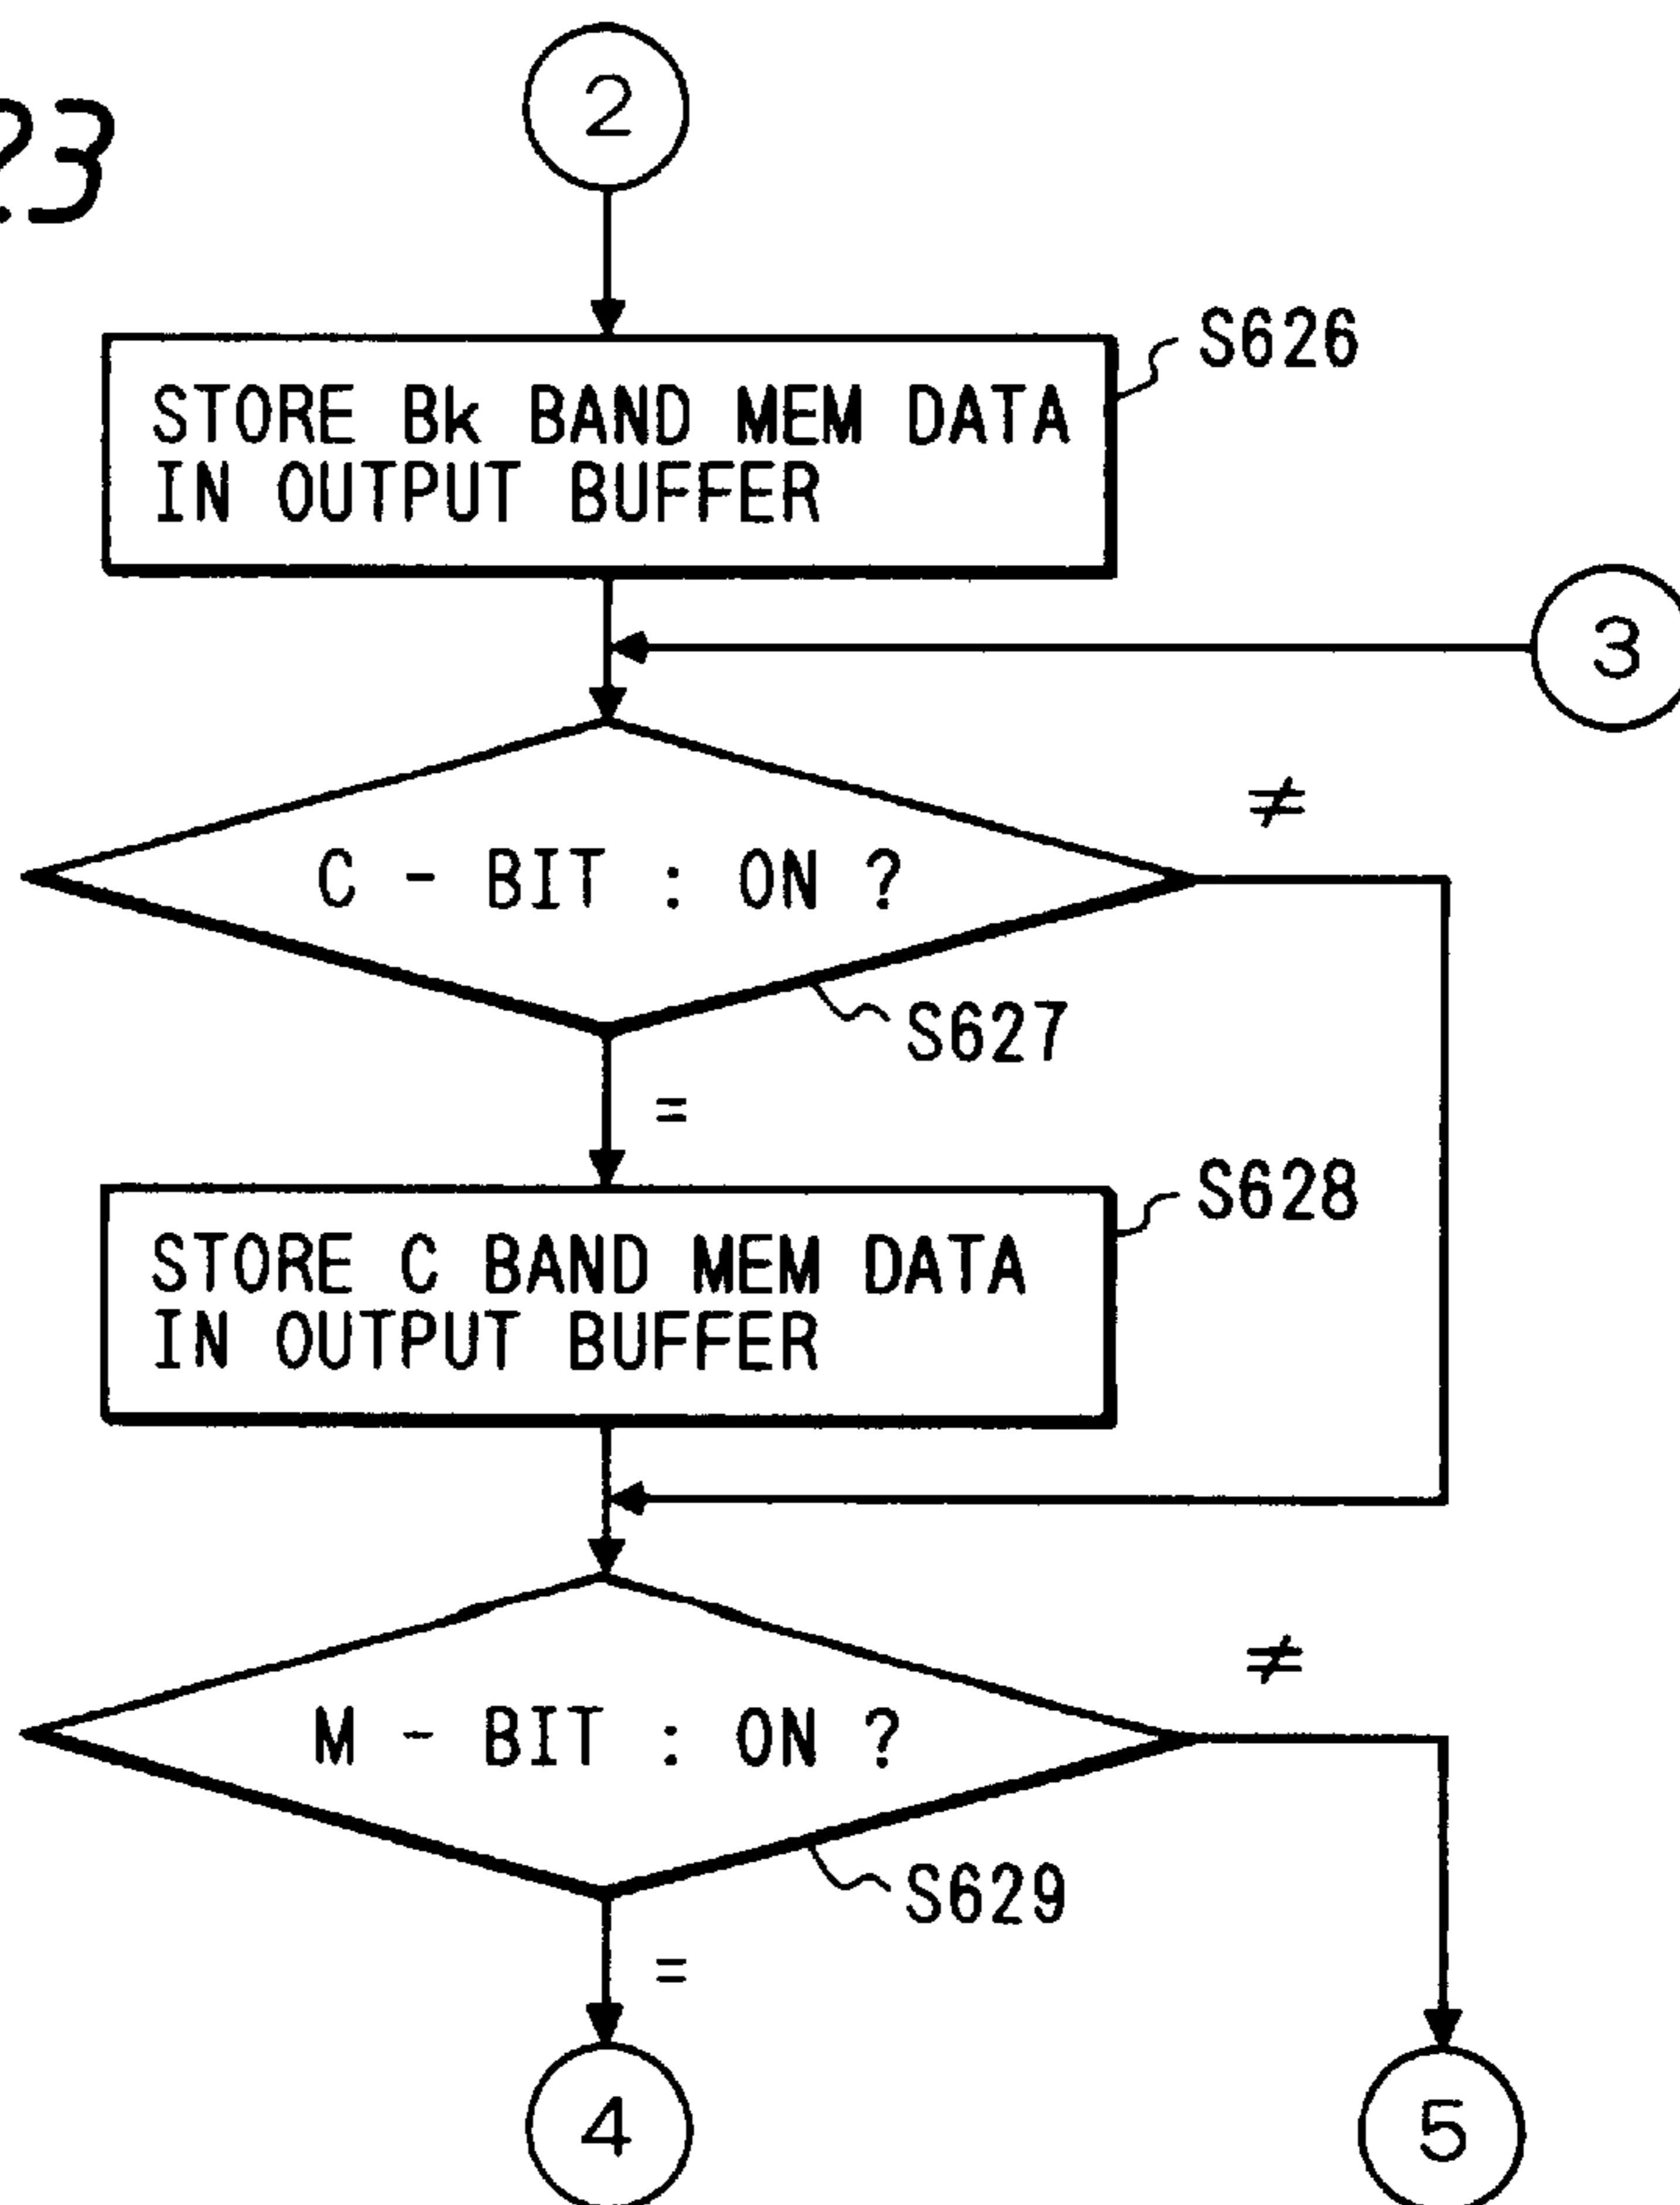 23
2
S626
STORE Bk BAND MEM DATA
IN OUTPUT BUFFER
3
≠
C - BIT : ON ?
S627
=
S628
STORE C BAND MEM DATA
IN OUTPUT BUFFER
≠
M - BIT : ON ?
S629
=
4
5